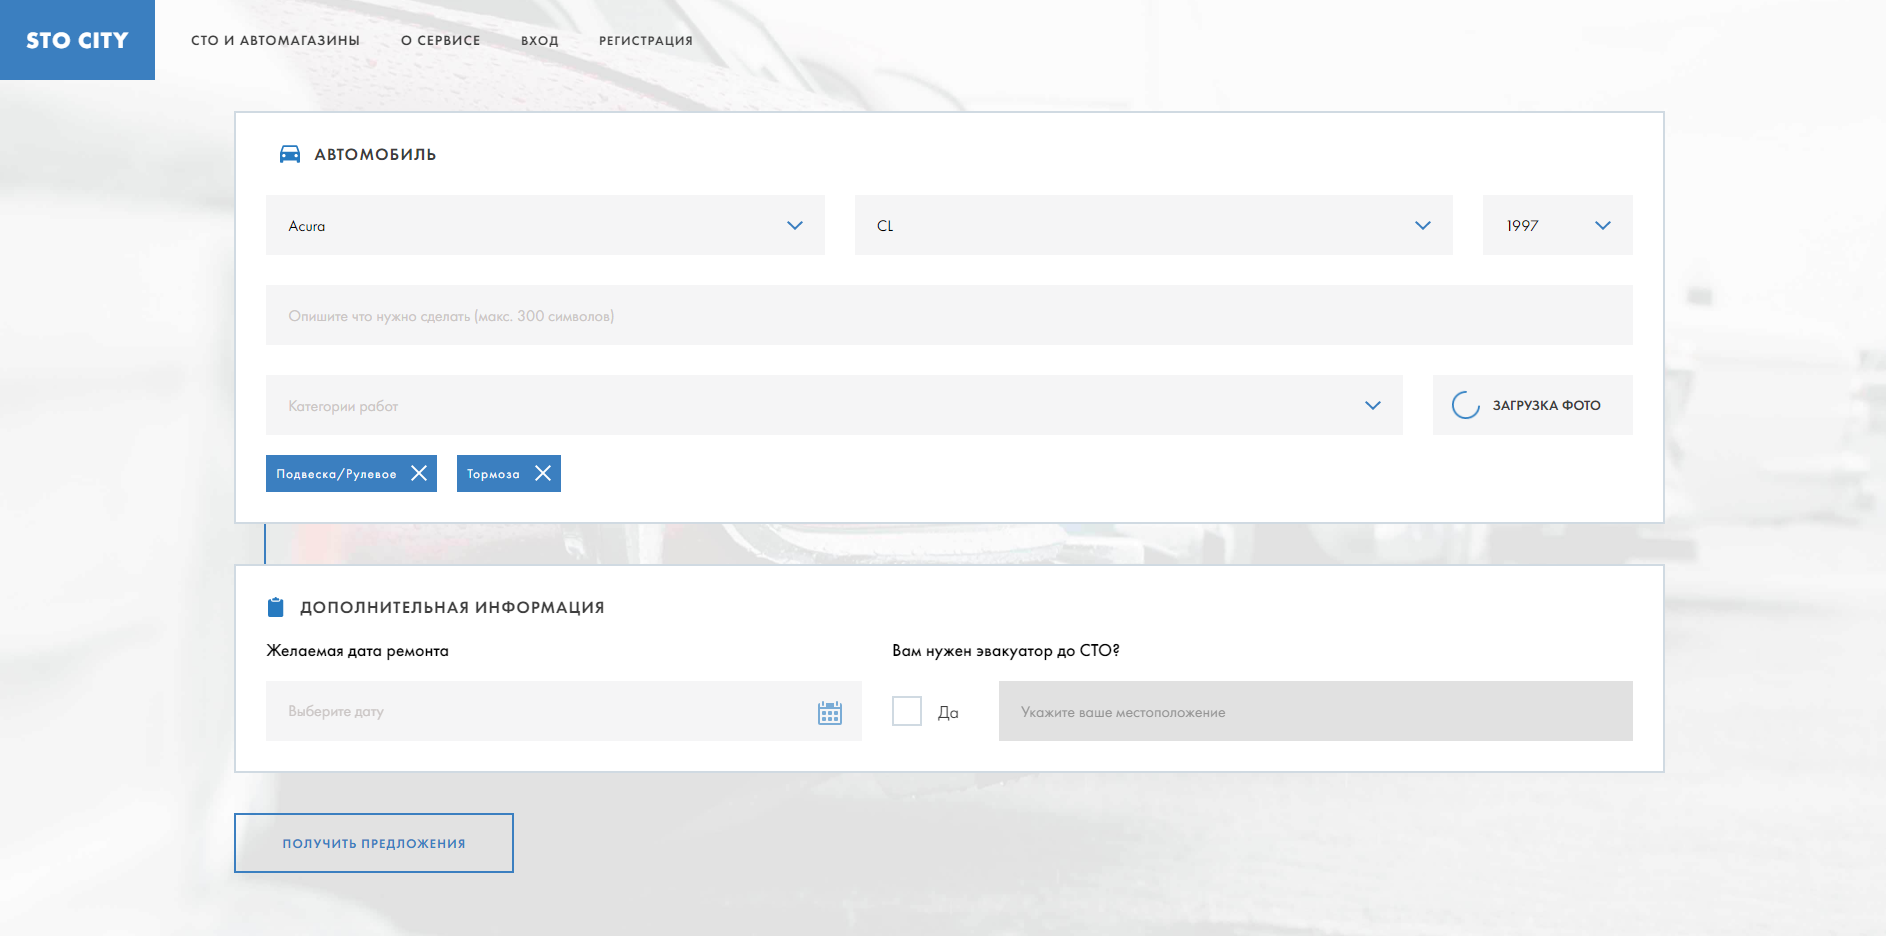 STO CITY
СТО И АВТОМАГАЗИНЫ
О СЕРВИСЕ
ВХОД
РЕГИСТРАЦИЯ
АВТОМОБИЛЬ
Acura
CL
1997
Опишите что нужно сделать (макс. 300 символов)
Категории работ
ЗАГРУЗКА ФОТО
Подвеска/Рулевое
Тормоза
ДОПОЛНИТЕЛЬНАЯ ИНФОРМАЦИЯ
Желаемая дата ремонта
Вам нужен эвакуатор до СТО?
Выберите дату
Да
Укажите ваше местоположение
ПОЛУЧИТЬ ПРЕДЛОЖЕНИЯ